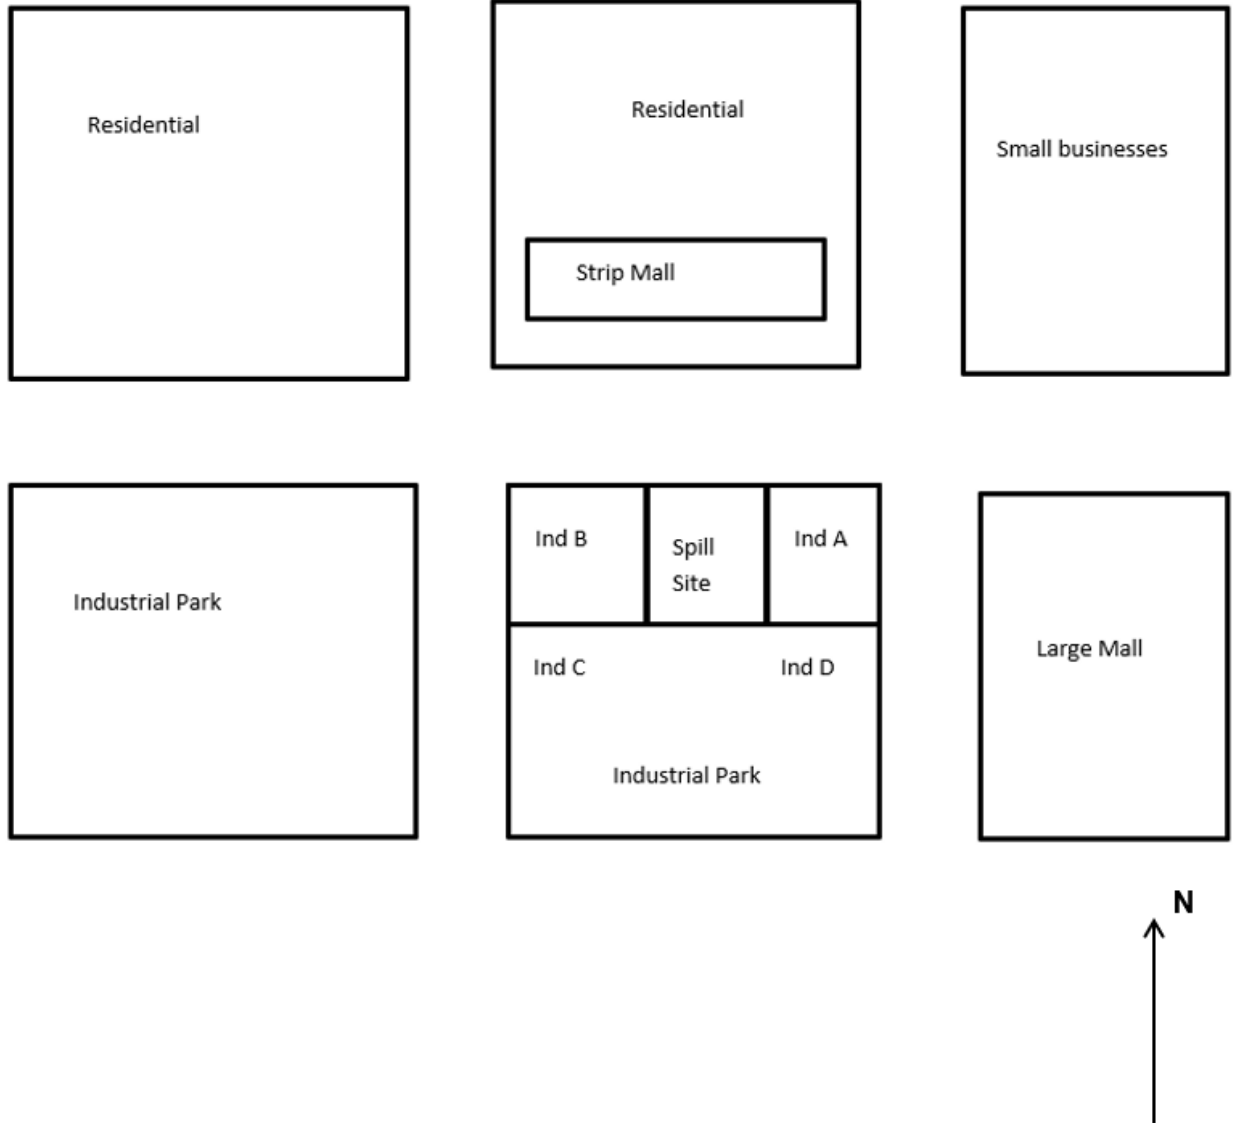 Residential
Residential
Small businesses
Strip Mall
Ind B
Spill
Site
Ind A
Industrial Park
Large Mall
Ind C
Ind D
Industrial Park
N